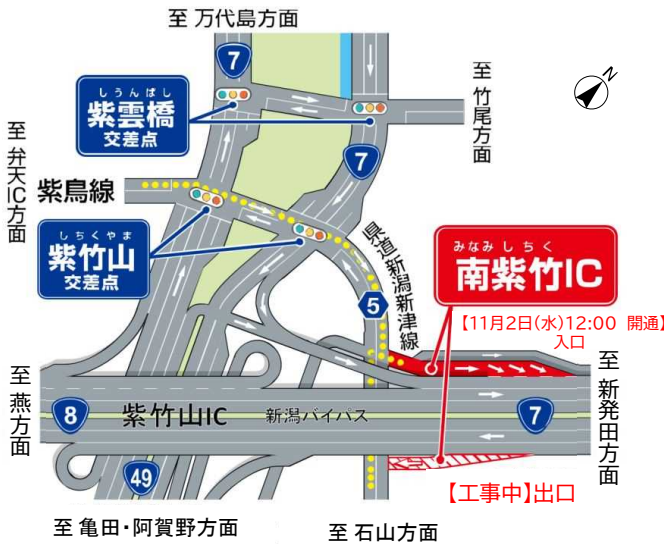 至 万代島方面
7
しうんばし
紫雲橋
交差点
至 竹尾方面
N
至 弁天IC方面
7
紫鳥線
しちくやま
紫竹山
交差点
県道新潟新津線
5
みなみしちく
南紫竹IC
【11月2日(水)12:00 開通】
入口
至 燕方面
8
紫竹山IC
新潟バイパス
7
至 新発田方面
49
【工事中】出口
至 亀田・阿賀野方面
至 石山方面